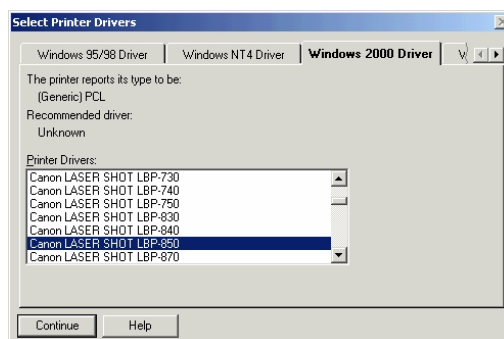 Select Printer Drivers
Windows 95/98 Driver Windows NT4 Driver Windows 2000 Driver
The printer reports its type to be:
(Generic) PCL
Recommended driver:
Unknown
Printer Drivers:
Canon LASER SHOT LBP-730
Canon LASER SHOT LBP-740
Canon LASER SHOT LBP-750
Canon LASER SHOT LBP-830
Canon LASER SHOT LBP-840
Canon LASER SHOT LBP-850
Canon LASER SHOT LBP-870
Continue Help